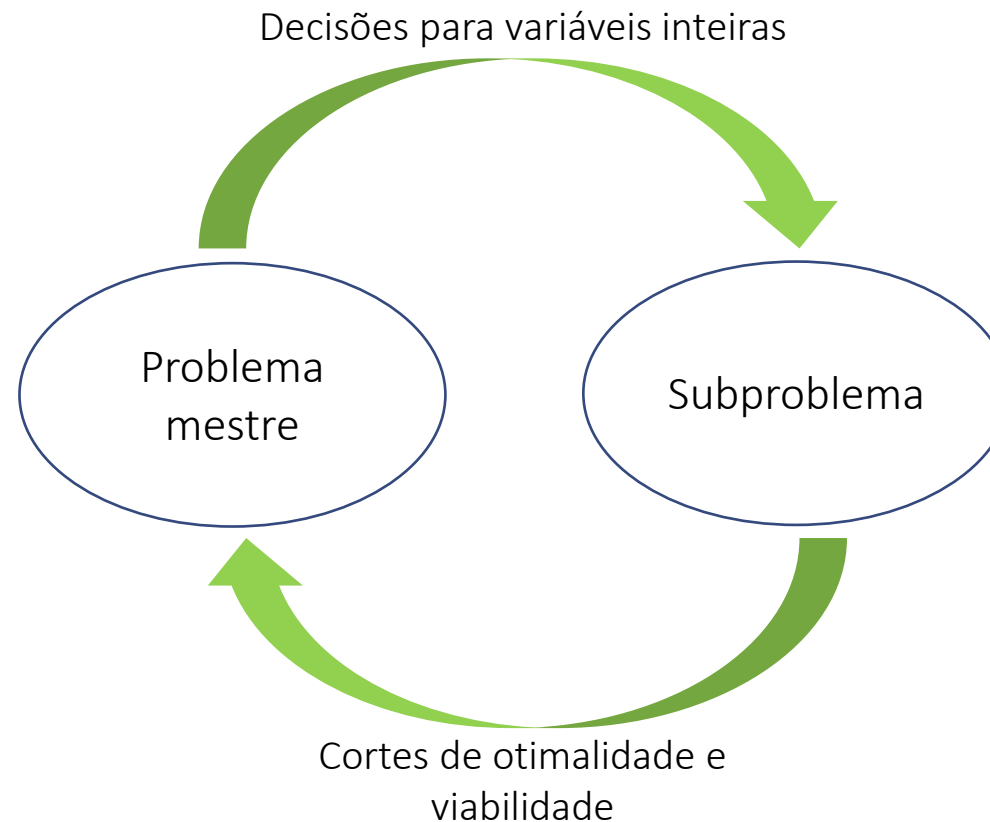 Decisões para variáveis inteiras
Problema
mestre
Subproblema
Cortes de otimalidade e
viabilidade